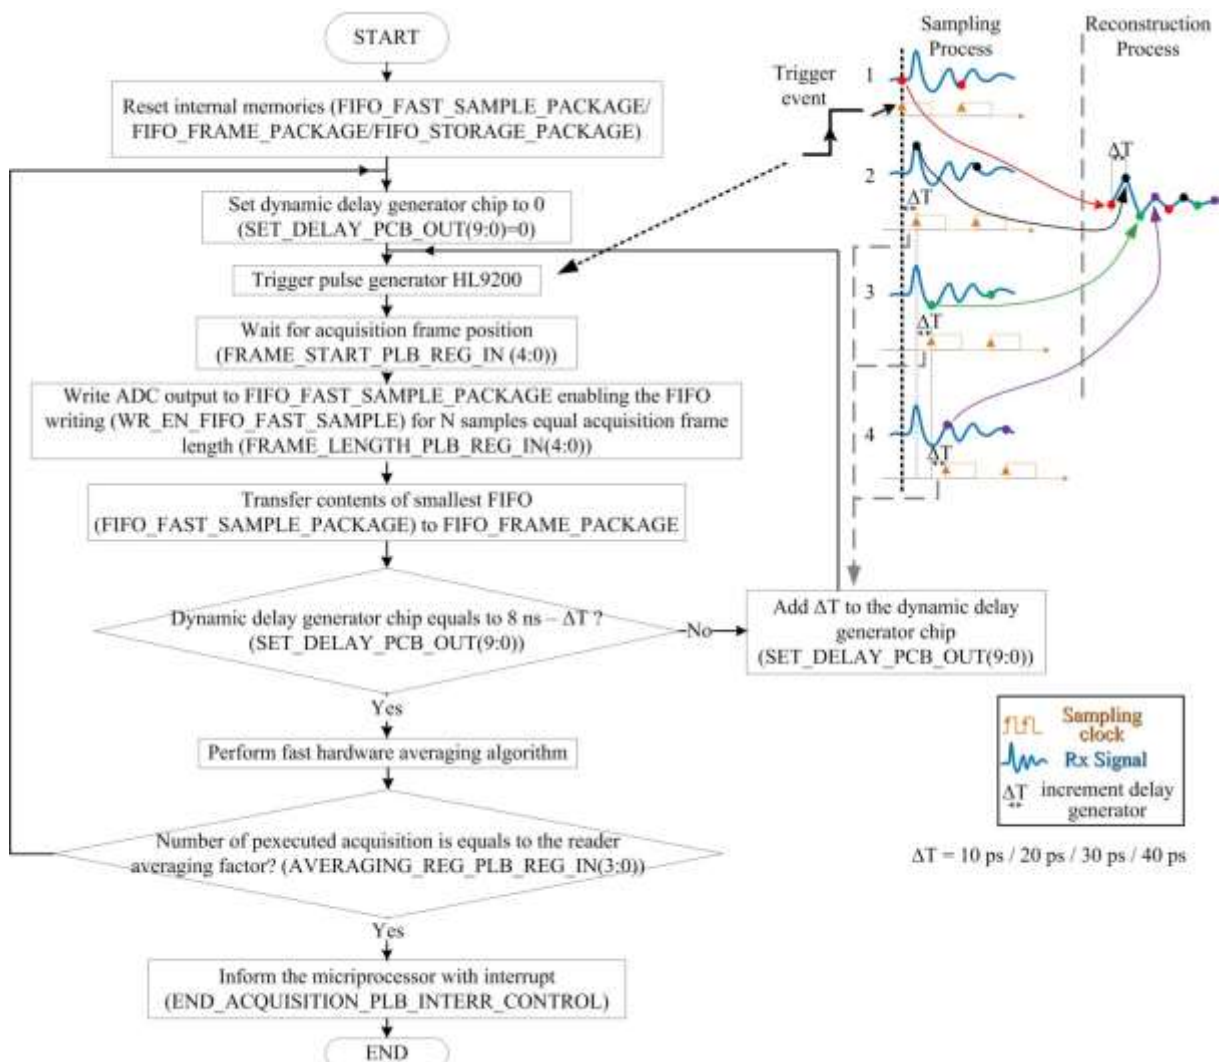 START
Reset internal memories (FIFO_FAST_SAMPLE_PACKAGE/
FIFO_FRAME_PACKAGE/FIFO_STORAGE_PACKAGE)
Set dynamic delay generator chip to 0
(SET_DELAY_PCB_OUT(9:0)=0)
Trigger pulse generator HL9200
Wait for acquisition frame position
(FRAME_START_PLB_REG_IN (4:0))
Write ADC output to FIFO_FAST_SAMPLE_PACKAGE enabling the FIFO
writing (WR_EN_FIFO_FAST_SAMPLE) for N samples equal acquisition frame
length (FRAME_LENGTH_PLB_REG_IN(4:0))
Transfer contents of smallest FIFO
(FIFO_FAST_SAMPLE_PACKAGE) to FIFO_FRAME_PACKAGE
Dynamic delay generator chip equals to 8 ns – ΔT ?
(SET_DELAY_PCB_OUT(9:0))
No
Add ΔT to the dynamic delay
generator chip
(SET_DELAY_PCB_OUT(9:0))
Yes
Perform fast hardware averaging algorithm
Number of pexecuted acquisition is equals to the reader
averaging factor? (AVERAGING_REG_PLB_REG_IN(3:0))
Yes
Inform the micriprocessor with interrupt
(END_ACQUISITION_PLB_INTERR_CONTROL)
END
Sampling
Process
Reconstruction
Process
Trigger
event
1
2
ΔT
3
ΔT
4
ΔT
ΔT
Sampling
clock
Rx Signal
ΔT increment delay
generator
ΔT = 10 ps / 20 ps / 30 ps / 40 ps